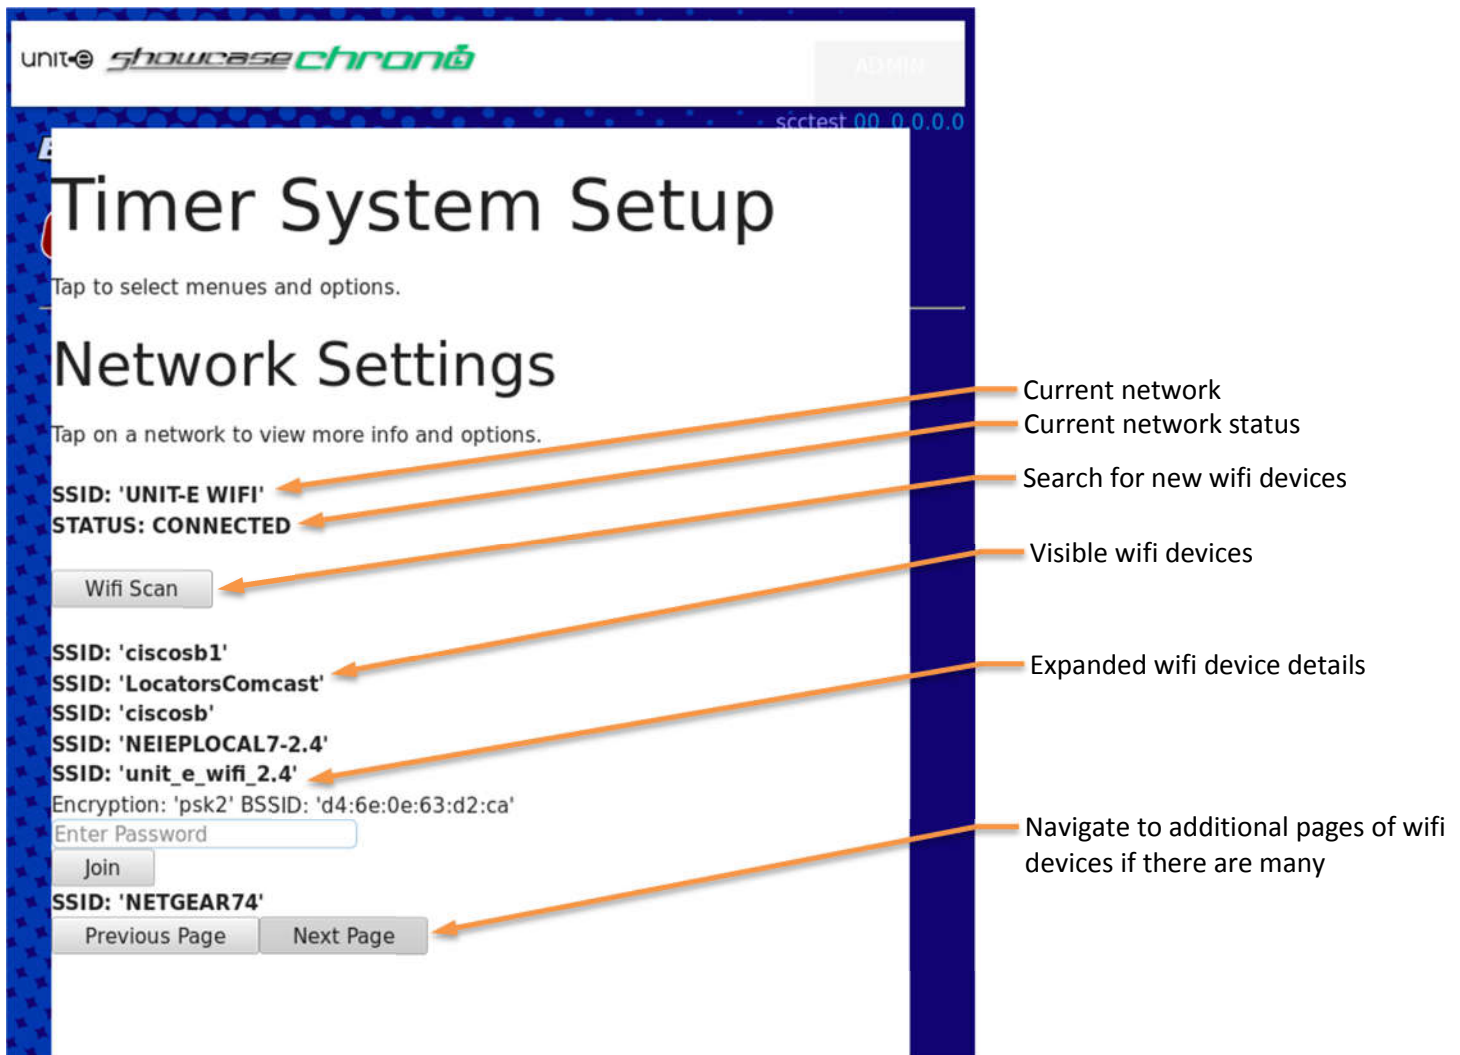 unit-e showcase chrono
ADMIN
scctest 00 0.0.0.0
Timer System Setup
Tap to select menues and options.
Network Settings
Tap on a network to view more info and options.
SSID: 'UNIT-E WIFI'
STATUS: CONNECTED
Wifi Scan
SSID: 'ciscosb1'
SSID: 'LocatorsComcast'
SSID: 'ciscosb'
SSID: 'NEIEPLOCAL7-2.4'
SSID: 'unit_e_wifi_2.4'
Encryption: 'psk2' BSSID: 'd4:6e:0e:63:d2:ca'
Enter Password
Join
SSID: 'NETGEAR74'
Previous Page
Next Page
Current network
Current network status
Search for new wifi devices
Visible wifi devices
Expanded wifi device details
Navigate to additional pages of wifi
devices if there are many